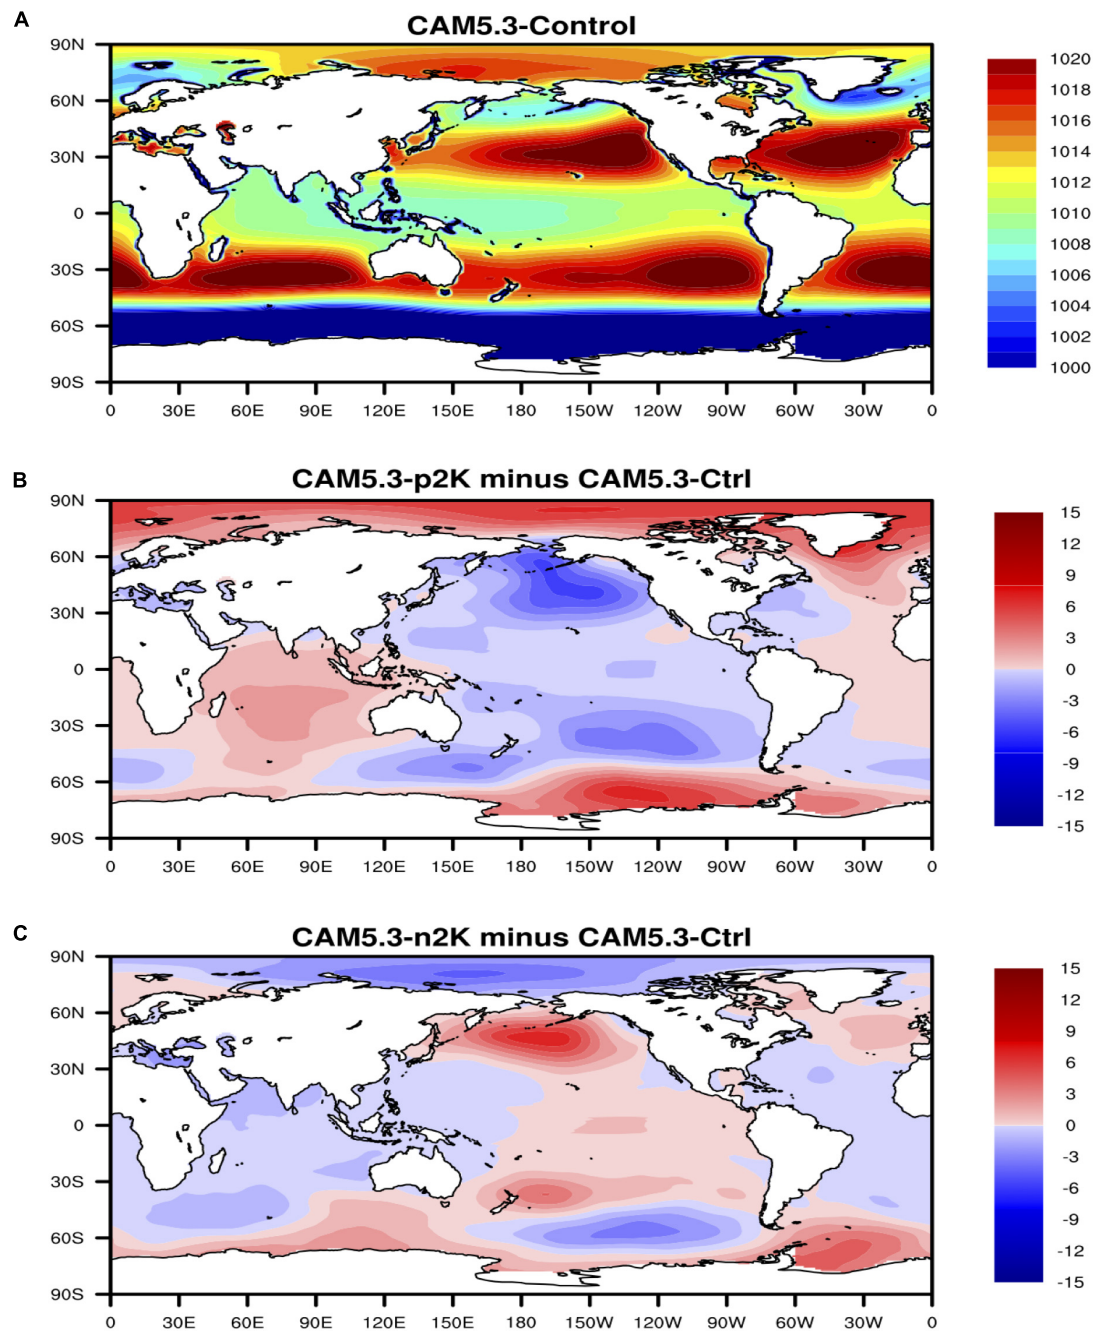 A
CAM5.3-Control
90N
60N
30N
0
30S
60S
90S
0 30E 60E 90E 120E 150E 180 150W 120W 90W 60W 30W 0
1020
1018
1016
1014
1012
1010
1008
1006
1004
1002
1000
B
CAM5.3-p2K minus CAM5.3-Ctrl
90N
60N
30N
0
30S
60S
90S
0 30E 60E 90E 120E 150E 180 150W 120W 90W 60W 30W 0
15
12
9
6
3
0
-3
-6
-9
-12
-15
C
CAM5.3-n2K minus CAM5.3-Ctrl
90N
60N
30N
0
30S
60S
90S
0 30E 60E 90E 120E 150E 180 150W 120W 90W 60W 30W 0
15
12
9
6
3
0
-3
-6
-9
-12
-15